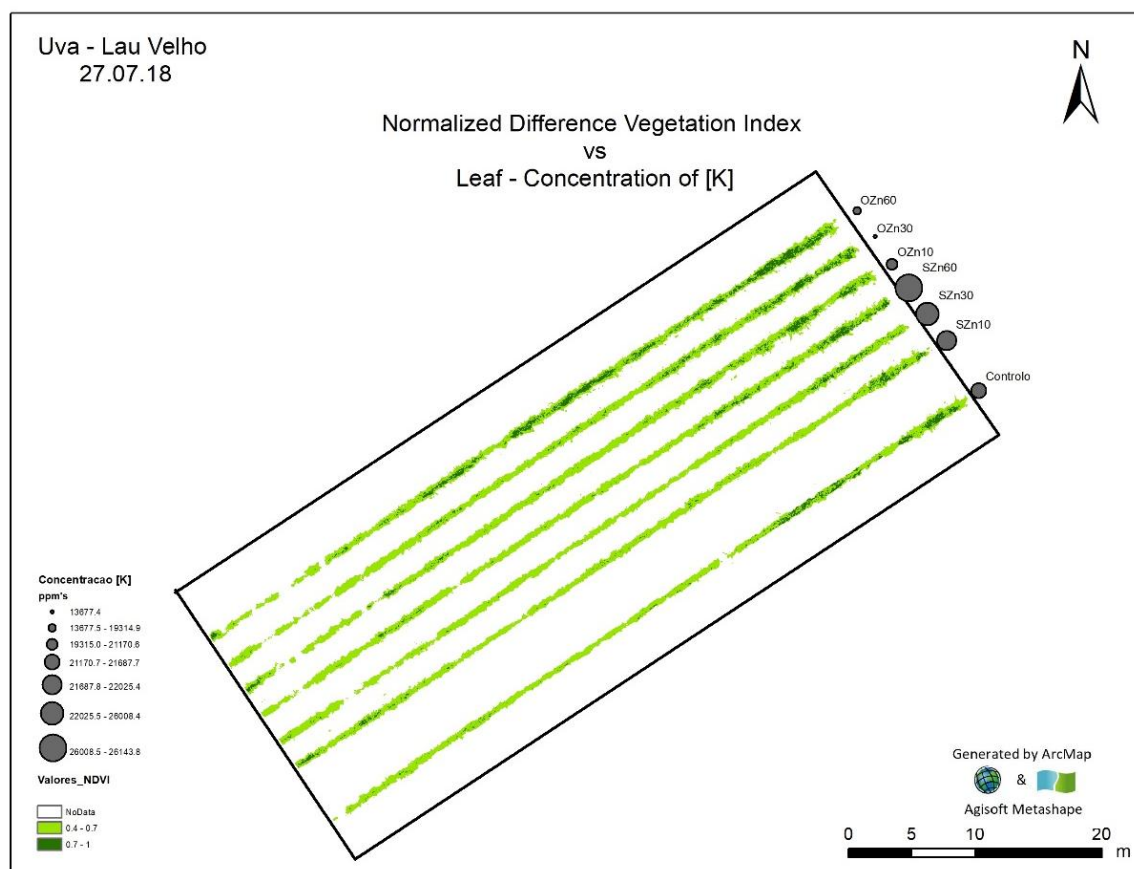 Uva - Lau Velho
27.07.18
N
Normalized Difference Vegetation Index
vs
Leaf - Concentration of [K]
OZn60
OZn30
OZn10
SZn60
SZn30
SZn10
Controlo
Concentracao [K]
ppm's
13677.4
13677.5 - 19314.9
19315.0 - 21170.6
21170.7 - 21687.7
21687.8 - 22025.4
22025.5 - 26008.4
26008.5 - 26143.8
Valores_NDVI
NoData
0.4 - 0.7
0.7 - 1
Generated by ArcMap
&
Agisoft Metashape
0 5 10 20
m